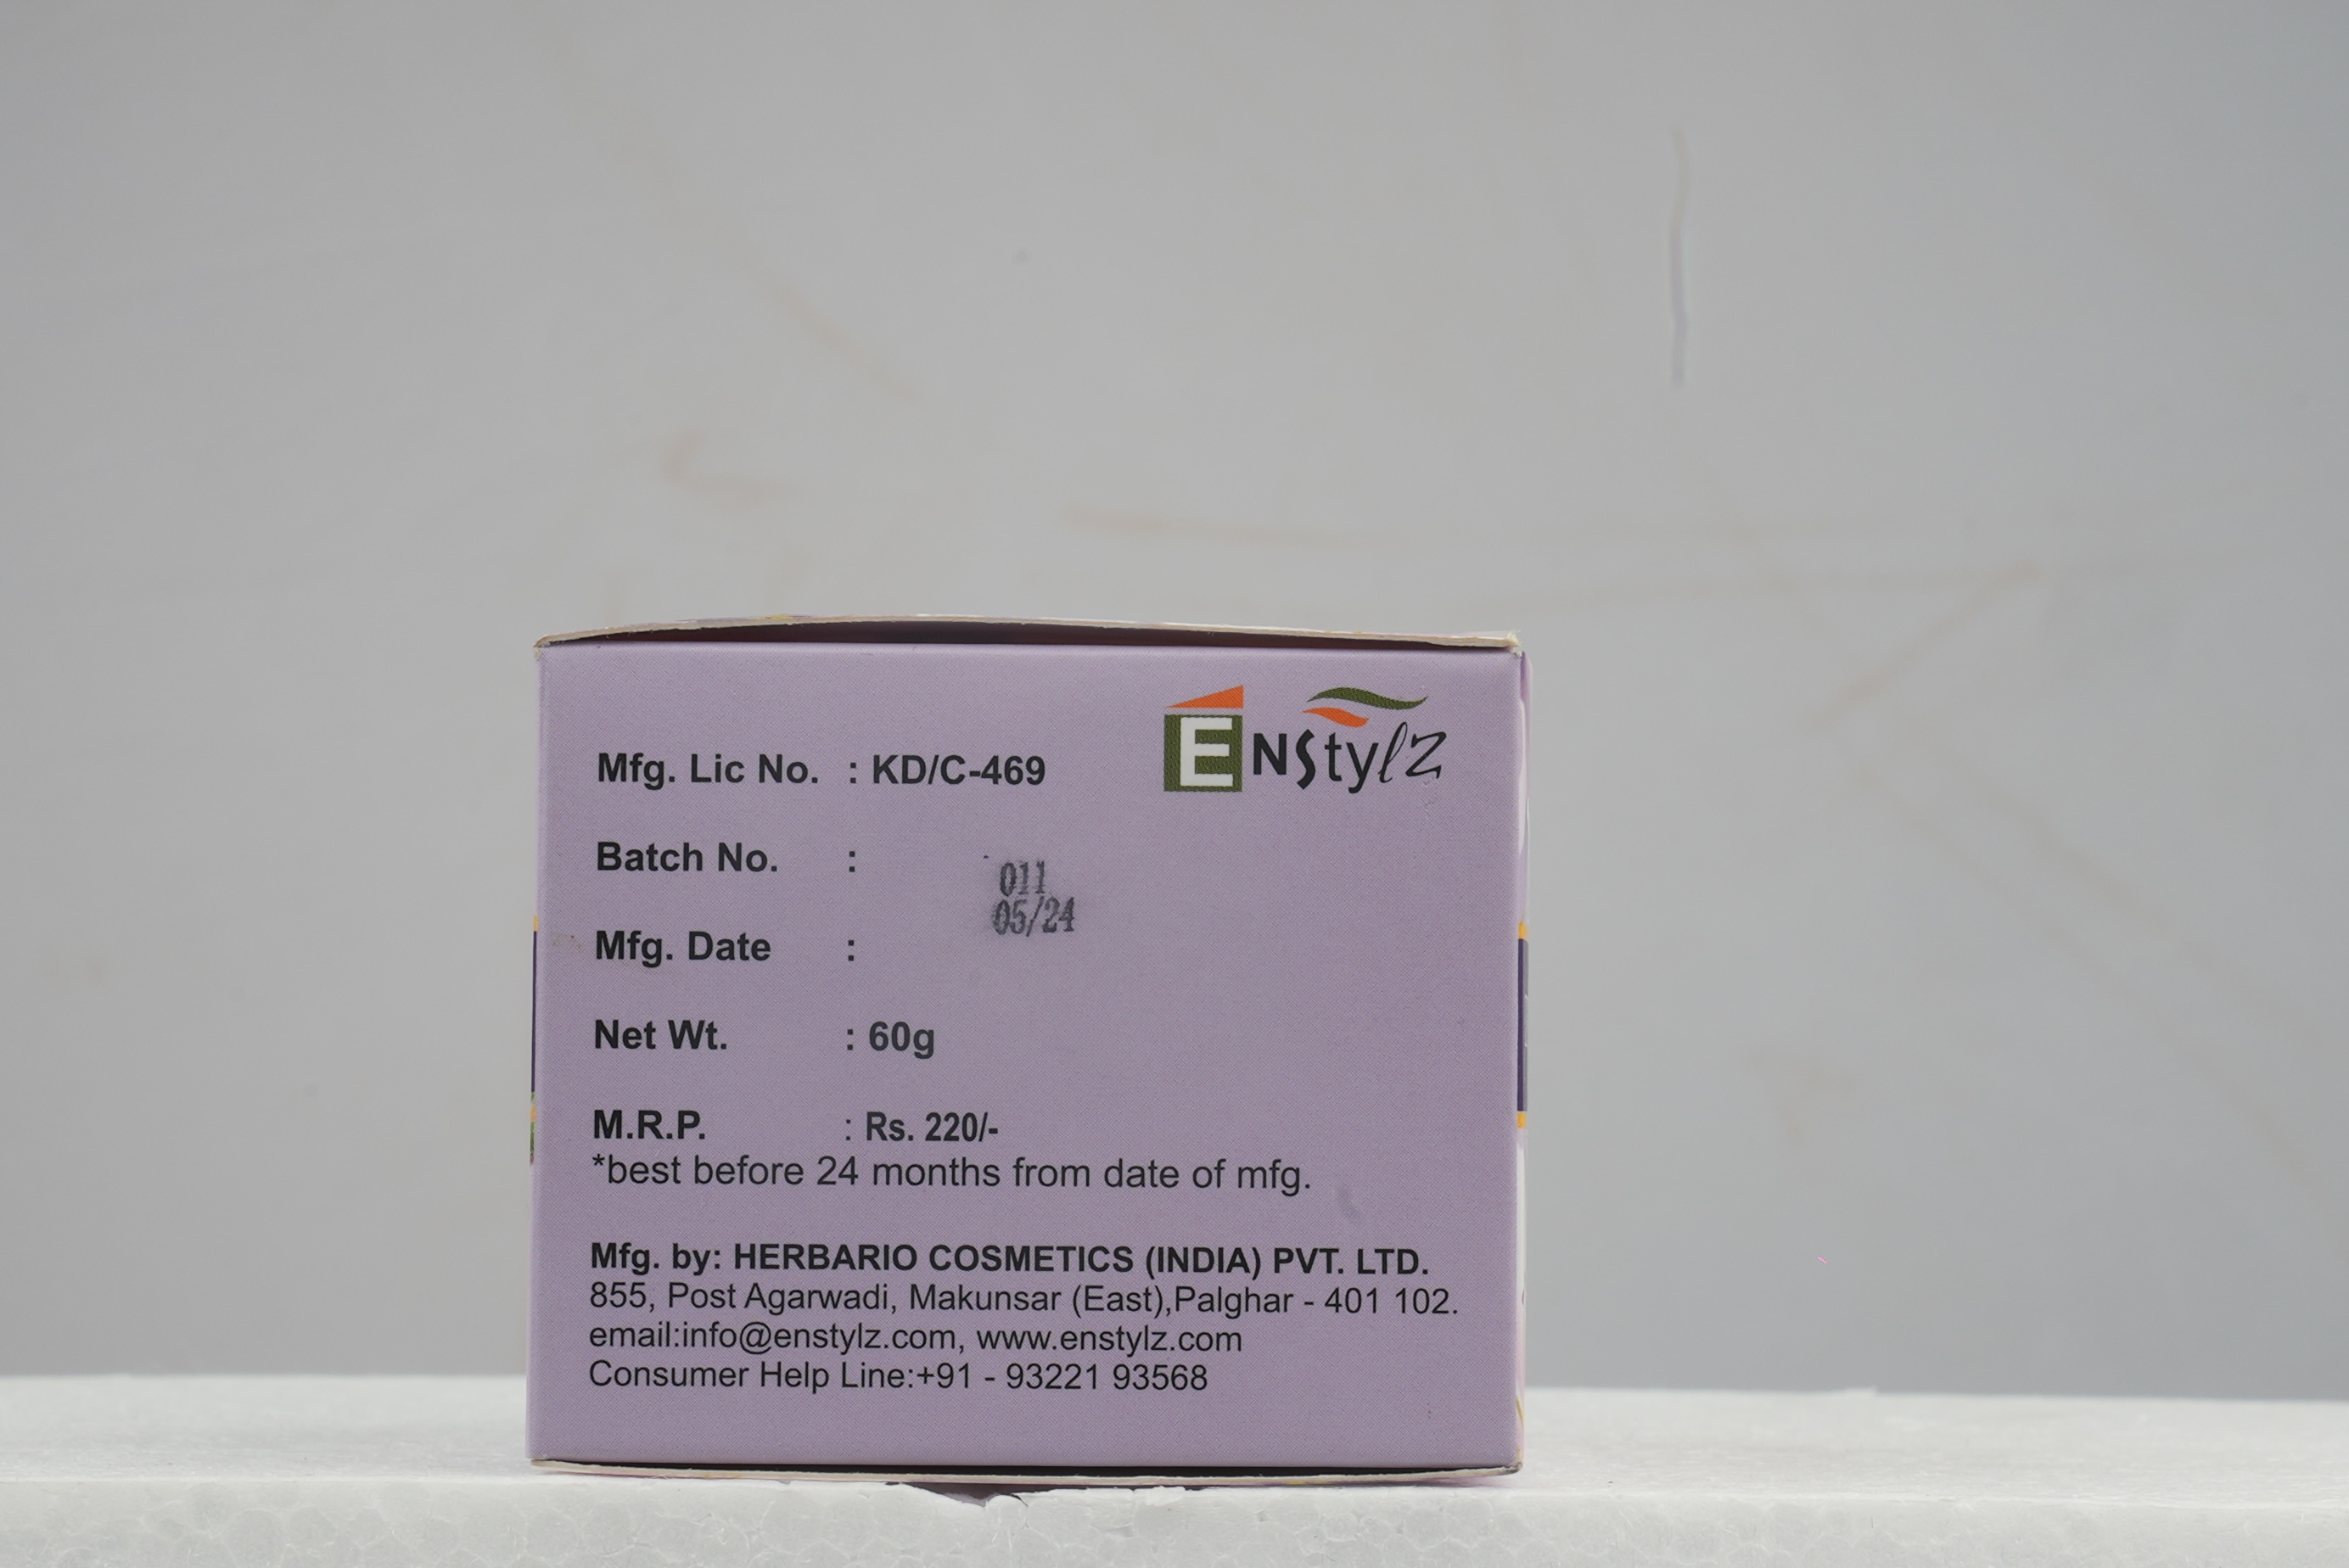 ENStylz
Mfg. Lic No. : KD/C-469
Batch No. :
011
05/24
Mfg. Date :
Net Wt. : 60g
M.R.P. : Rs. 220/-
*best before 24 months from date of mfg.
Mfg. by: HERBARIO COSMETICS (INDIA) PVT. LTD.
855, Post Agarwadi, Makunsar (East),Palghar - 401 102.
email:info@enstylz.com, www.enstylz.com
Consumer Help Line:+91 - 93221 93568